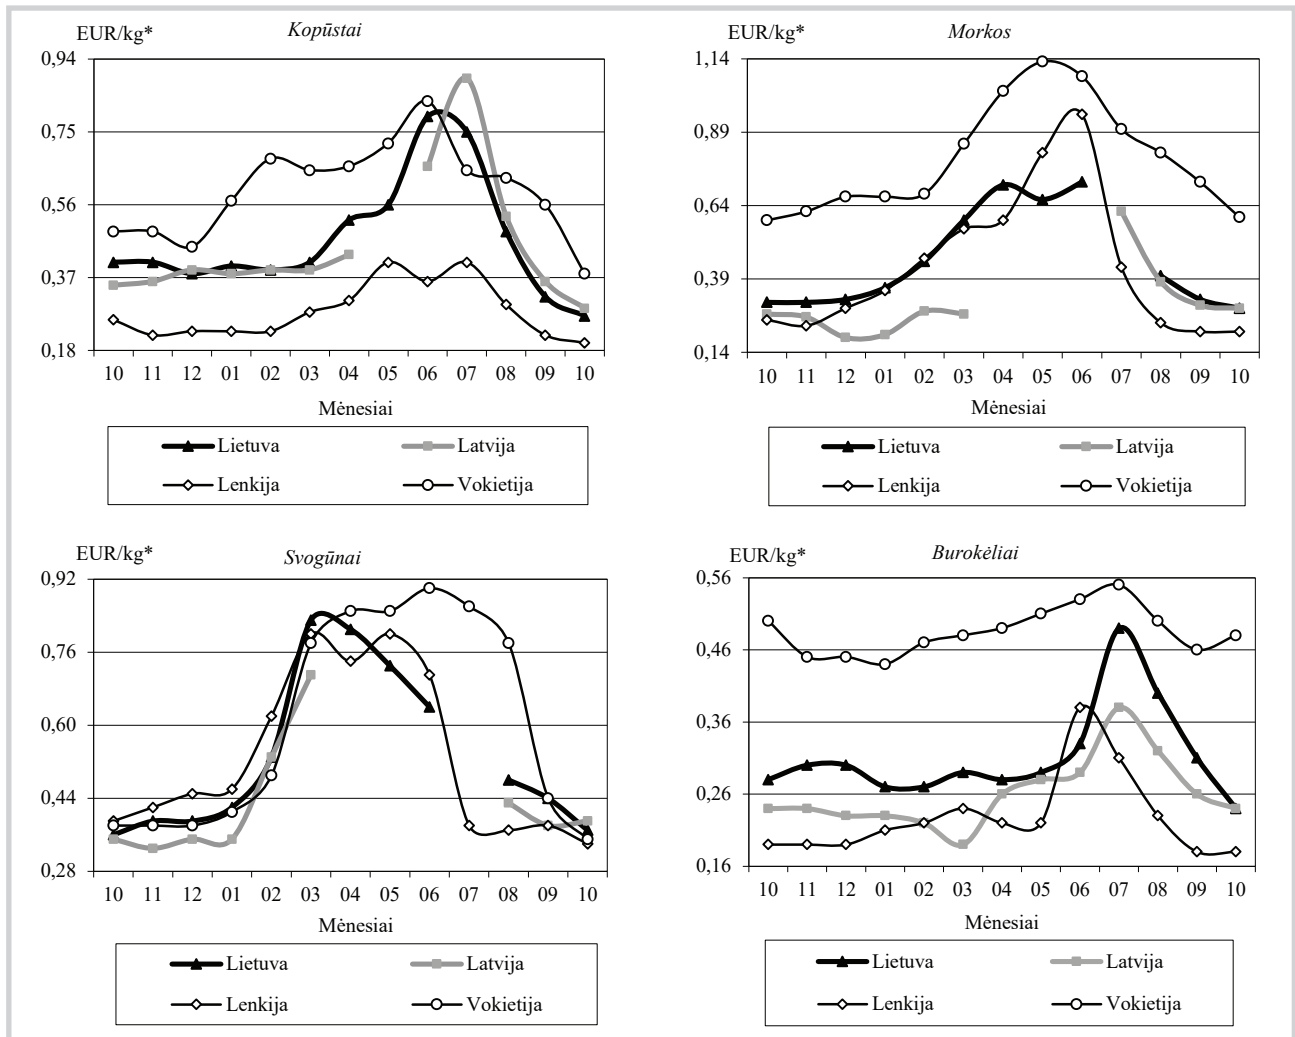 EUR/kg*
Kopūstai
0,94
0,75
0,56
0,37
0,18
10 11 12 01 02 03 04 05 06 07 08 09 10
Mėnesiai
Lietuva Latvija
Lenkija Vokietija
EUR/kg*
Morkos
1,14
0,89
0,64
0,39
0,14
10 11 12 01 02 03 04 05 06 07 08 09 10
Mėnesiai
Lietuva Latvija
Lenkija Vokietija
EUR/kg*
Svogūnai
0,92
0,76
0,60
0,44
0,28
10 11 12 01 02 03 04 05 06 07 08 09 10
Mėnesiai
Lietuva Latvija
Lenkija Vokietija
EUR/kg*
Burokėliai
0,56
0,46
0,36
0,26
0,16
10 11 12 01 02 03 04 05 06 07 08 09 10
Mėnesiai
Lietuva Latvija
Lenkija Vokietija